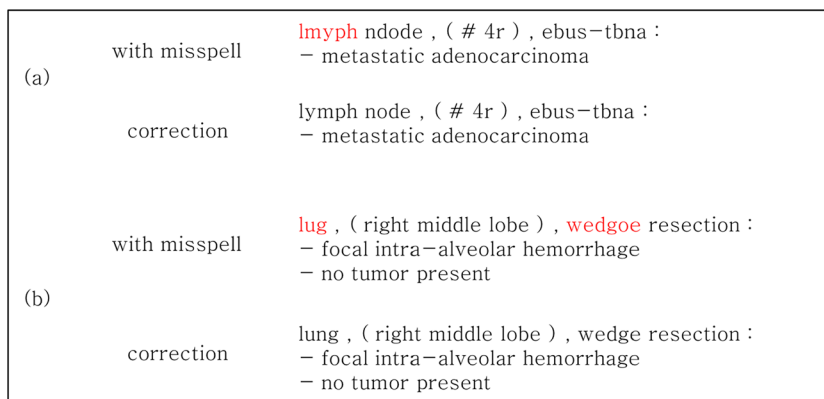 lmyph ndode , ( # 4r ) , ebus-tbna :
with misspell
- metastatic adenocarcinoma
(a)
lymph node , ( # 4r ) , ebus-tbna :
correction
- metastatic adenocarcinoma
lug , ( right middle lobe ) , wedgoe resection :
with misspell
- focal intra-alveolar hemorrhage
- no tumor present
(b)
lung , ( right middle lobe ) , wedge resection :
correction
- focal intra-alveolar hemorrhage
- no tumor present